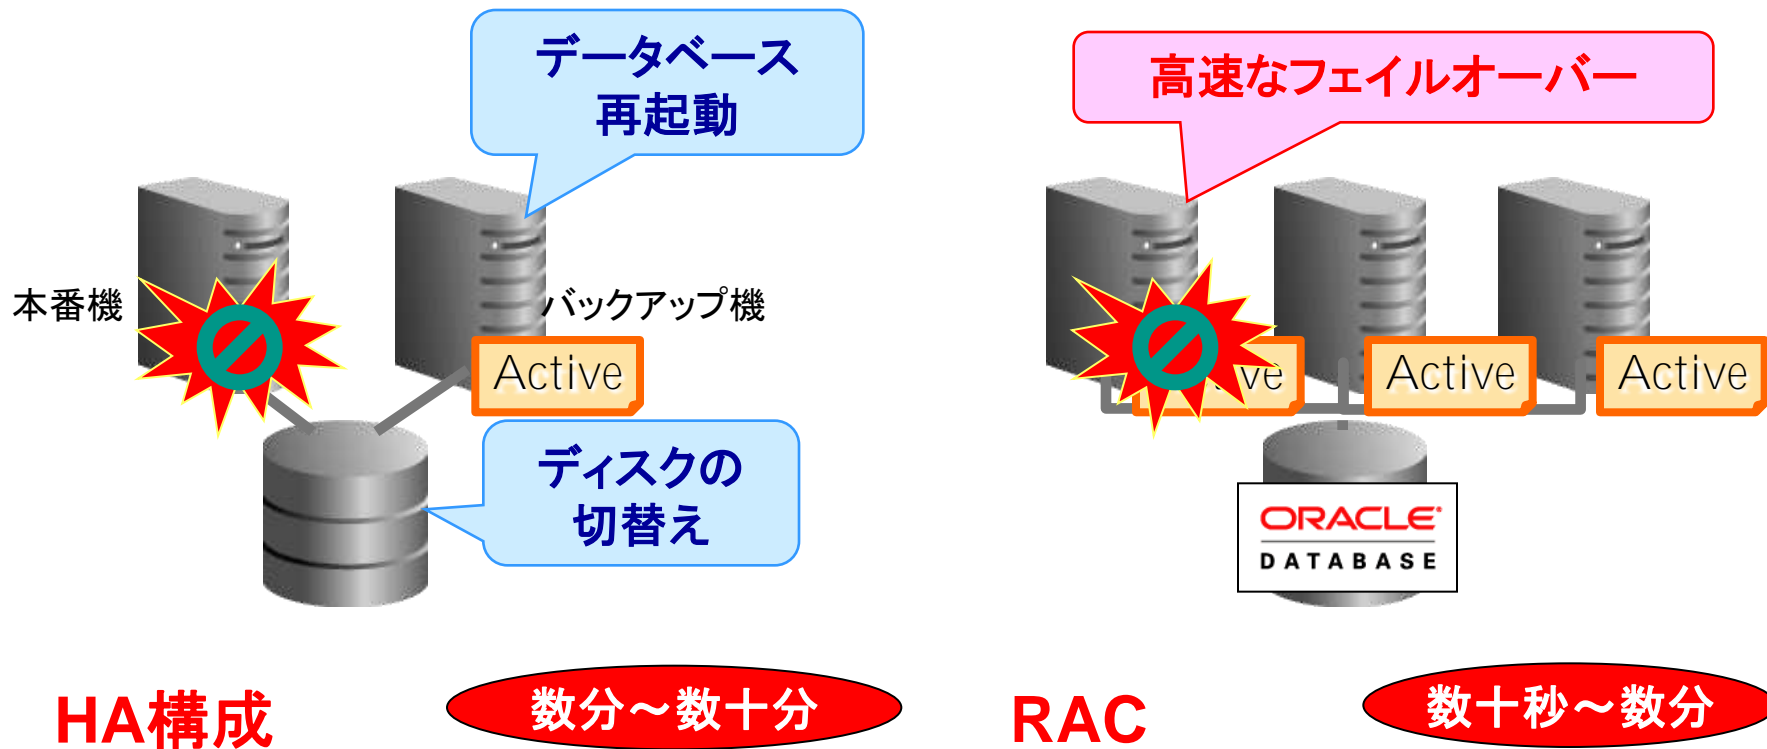 データベース
再起動
本番機
バックアップ機
Active
ディスクの
切替え
HA構成
数分～数十分
高速なフェイルオーバー
Active
Active
ORACLE
DATABASE
RAC
数十秒～数分